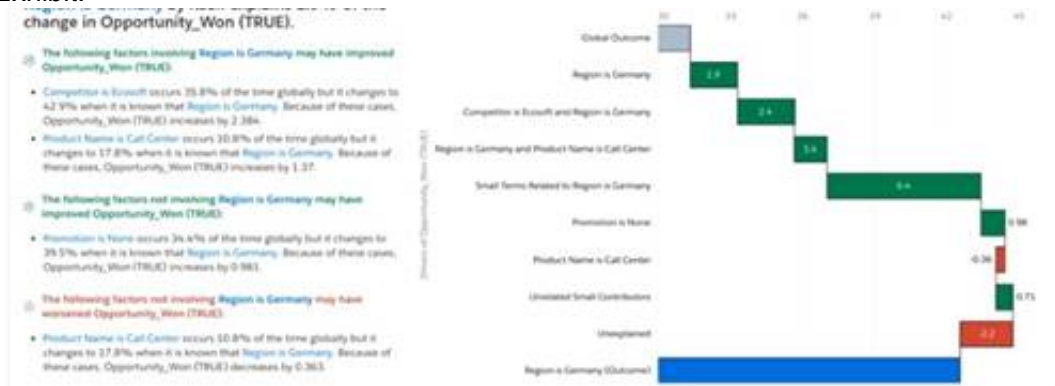 change in Opportunity_Won (TRUE).
The following factors involving Region is Germany may have improved
Opportunity_Won (TRUE):
Competitor is Ecosoft occurs 35.8% of the time globally but it changes to
42.9% when it is known that Region is Germany. Because of these cases,
Opportunity_Won (TRUE) increases by 2.384.
Product Name is Call Center occurs 10.8% of the time globally but it
changes to 17.8% when it is known that Region is Germany. Because of
these cases, Opportunity_Won (TRUE) increases by 1.37.
The following factors not involving Region is Germany may have
improved Opportunity_Won (TRUE):
Promotion is None occurs 34.4% of the time globally but it changes to
39.5% when it is known that Region is Germany. Because of these cases,
Opportunity_Won (TRUE) increases by 0.983.
The following factors not involving Region is Germany may have
worsened Opportunity_Won (TRUE):
Product Name is Call Center occurs 10.8% of the time globally but it
changes to 17.8% when it is known that Region is Germany. Because of
these cases, Opportunity_Won (TRUE) decreases by 0.363.
Global Outcome
Region is Germany
Competitor is Ecosoft and Region is Germany
Region is Germany and Product Name is Call Center
Small Terms Related to Region is Germany
6.4
Promotion is None
0.98
Product Name is Call Center
-0.36
Unrelated Small Contributors
0.71
Unexplained
-2.2
Region is Germany (Outcome)